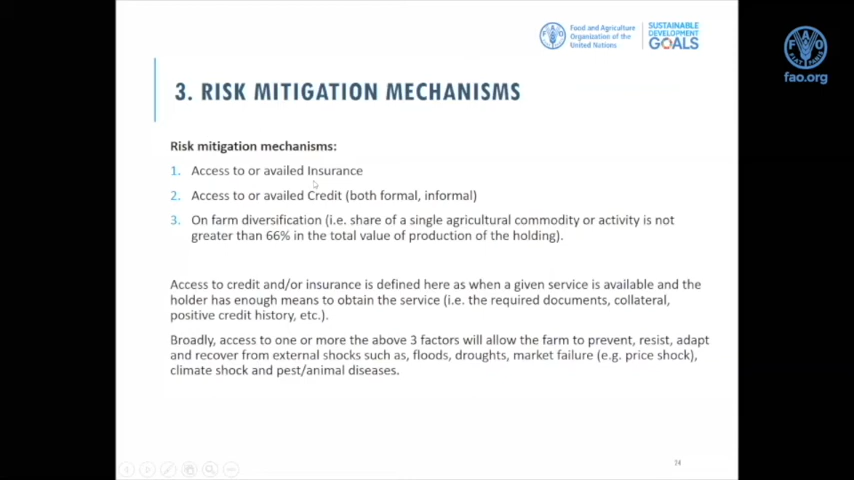 Food and Agriculture
Organization of the
United Nations
SUSTAINABLE
DEVELOPMENT
GOALS
fao.org
3. RISK MITIGATION MECHANISMS
Risk mitigation mechanisms:
1. Access to or availed Insurance
2. Access to or availed Credit (both formal, informal)
3. On farm diversification (i.e. share of a single agricultural commodity or activity is not
greater than 66% in the total value of production of the holding).
Access to credit and/or insurance is defined here as when a given service is available and the
holder has enough means to obtain the service (i.e. the required documents, collateral,
positive credit history, etc.).
Broadly, access to one or more the above 3 factors will allow the farm to prevent, resist, adapt
and recover from external shocks such as, floods, droughts, market failure (e.g. price shock),
climate shock and pest/animal diseases.
14